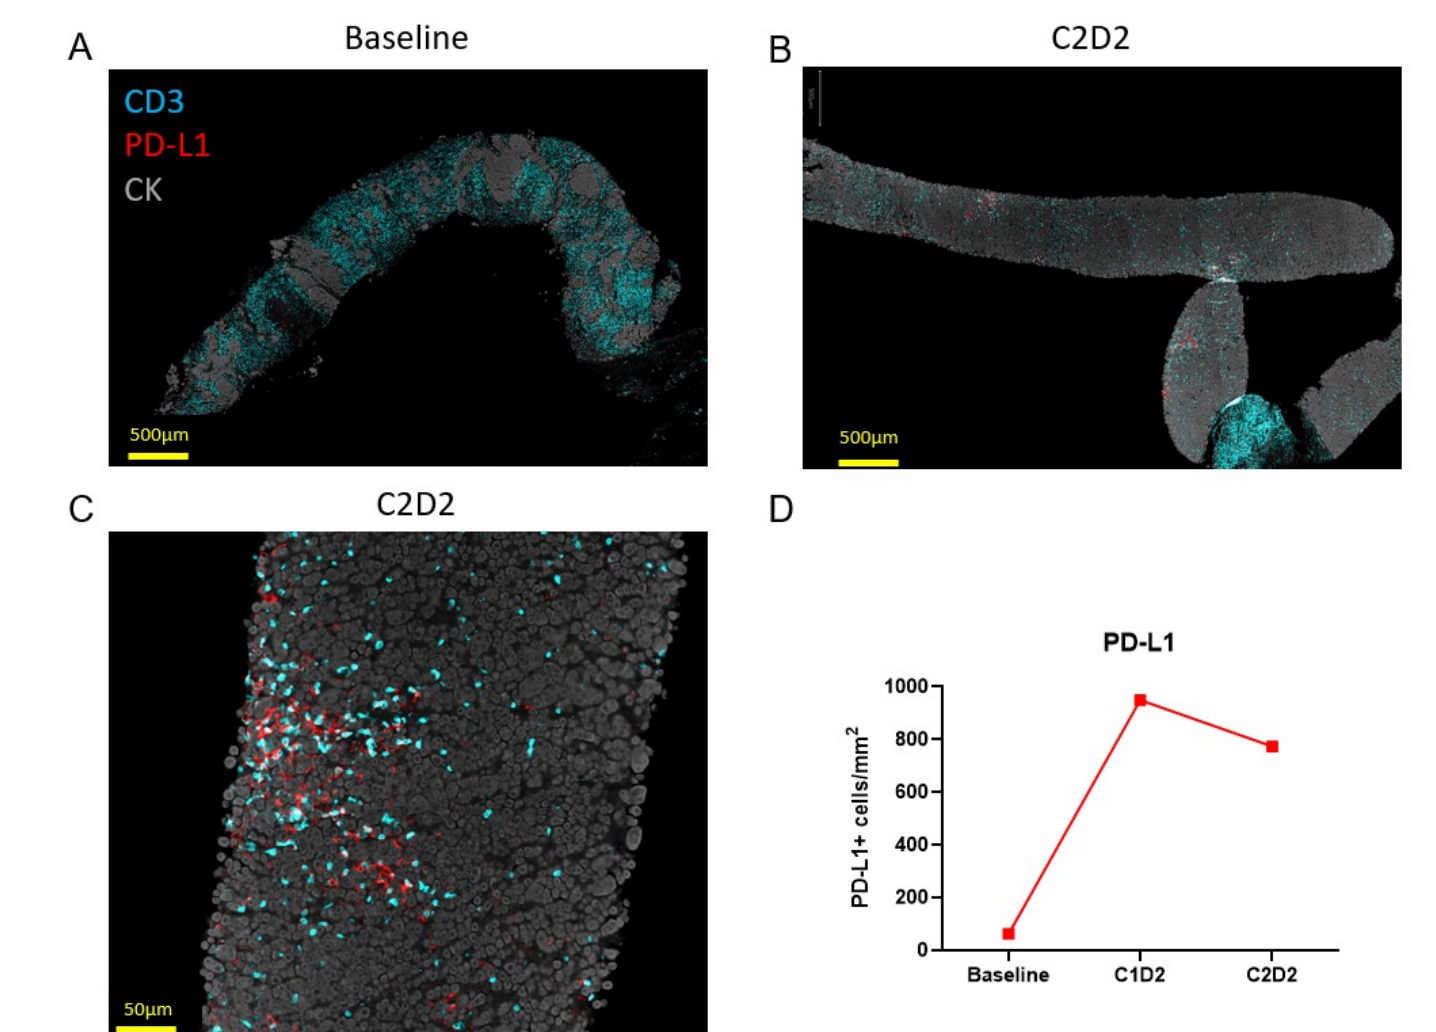 A
Baseline
CD3
PD-L1
CK
500µm
B
C2D2
500µm
500µm
C
C2D2
50µm
D
PD-L1
PD-L1+ cells/mm2
1000
800
600
400
200
0
Baseline
C1D2
C2D2